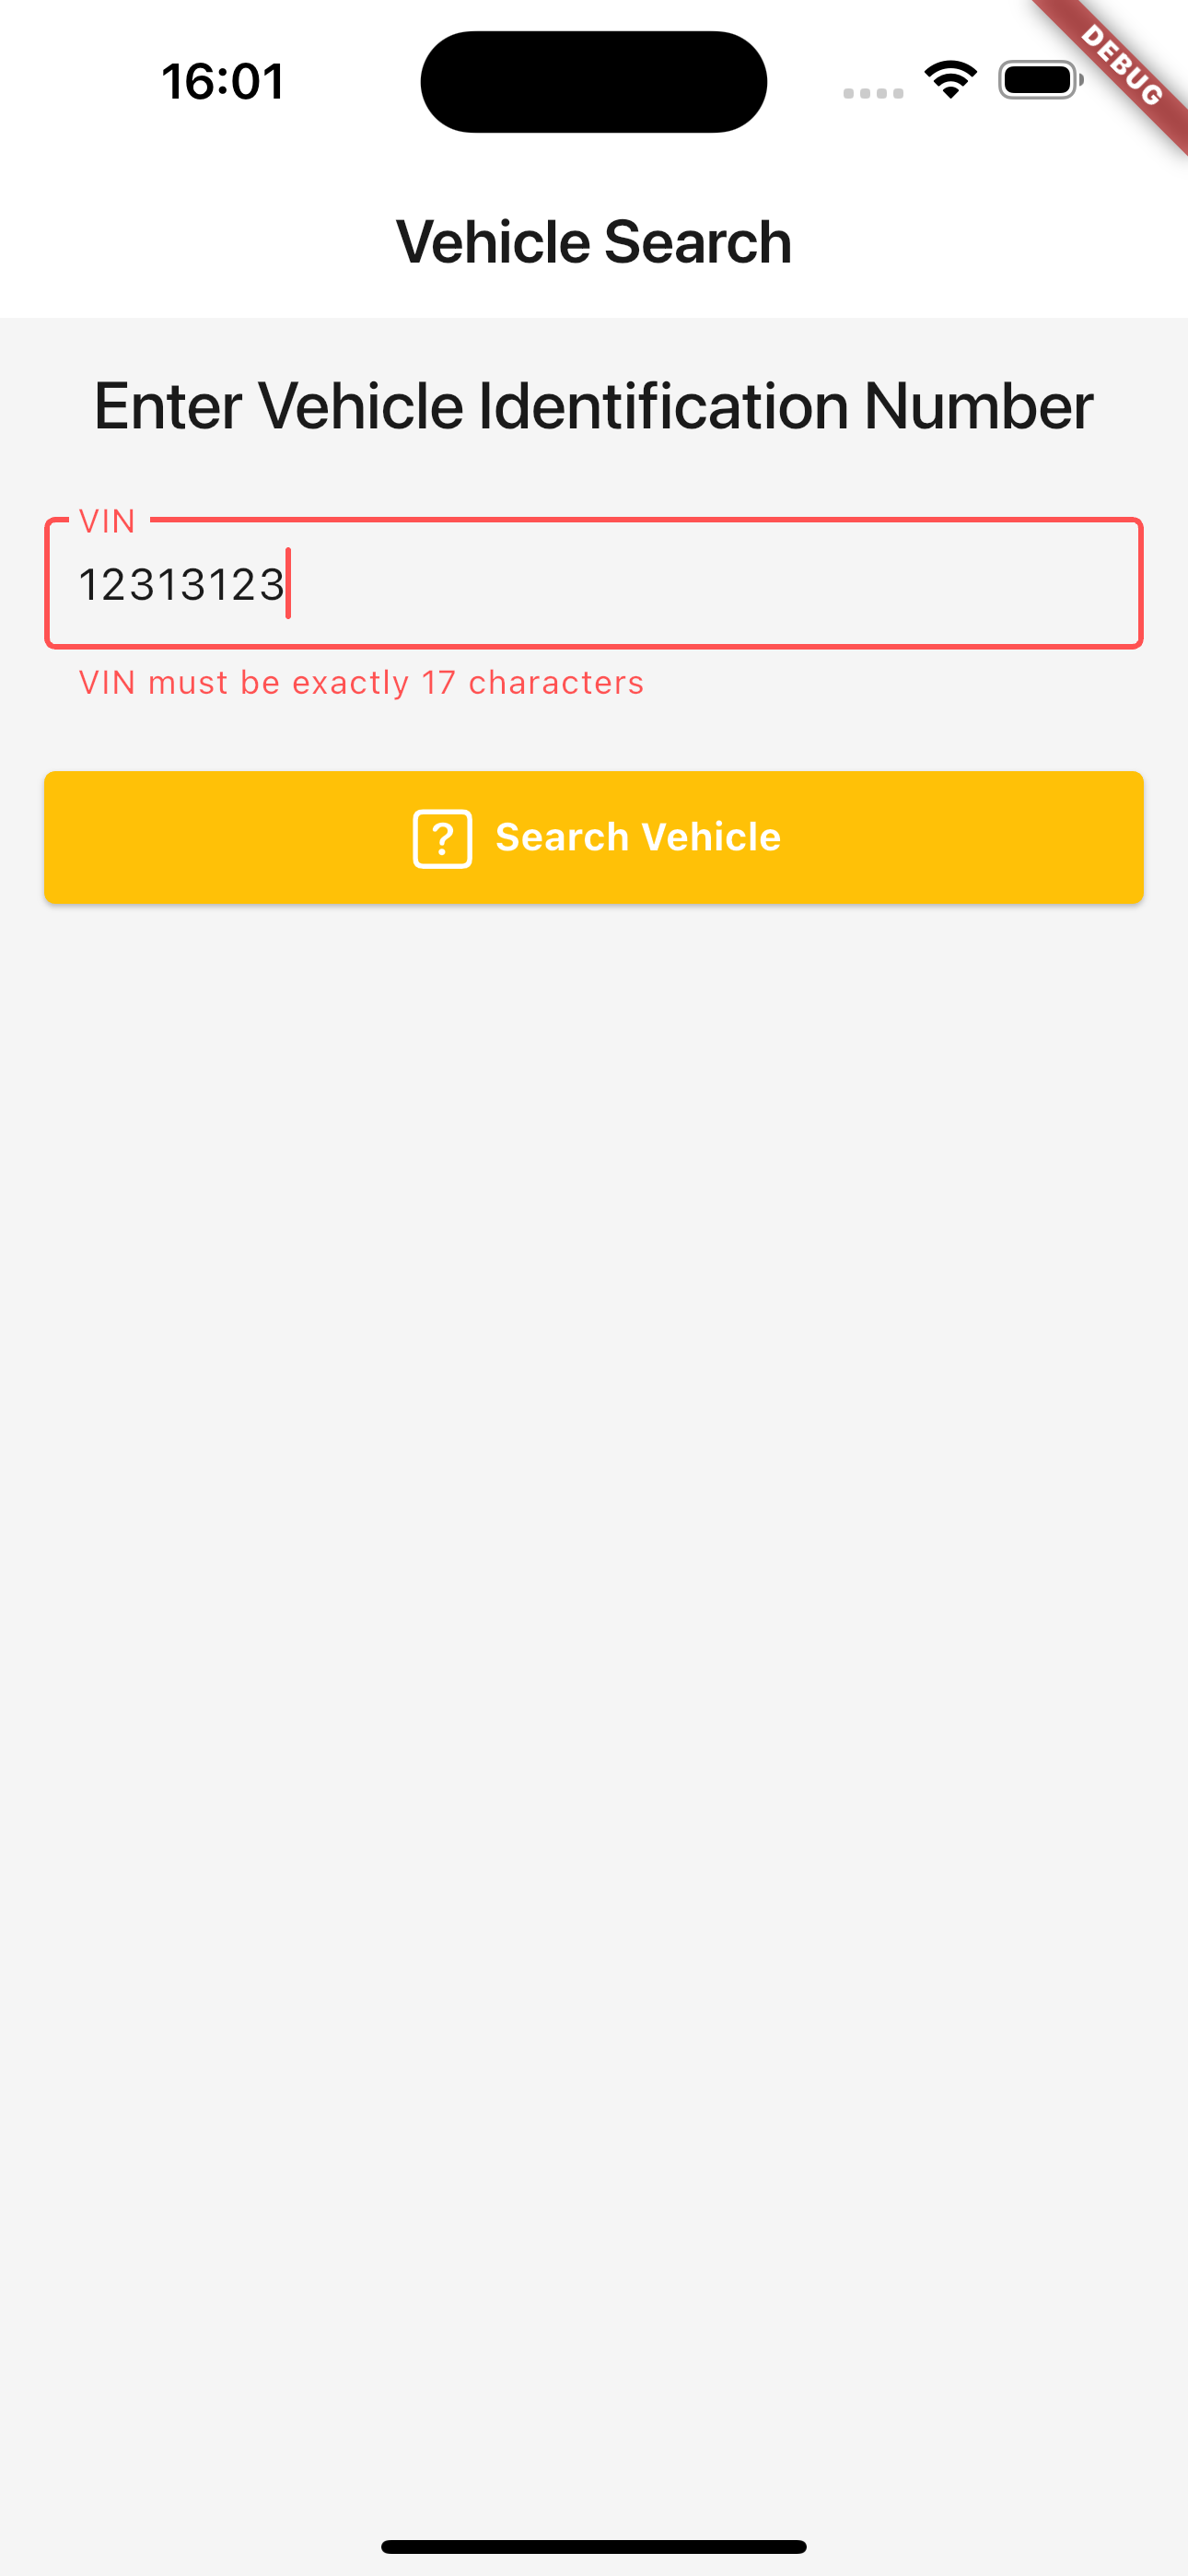 16:01
DEBUG
Vehicle Search
Enter Vehicle Identification Number
VIN
12313123
VIN must be exactly 17 characters
? Search Vehicle